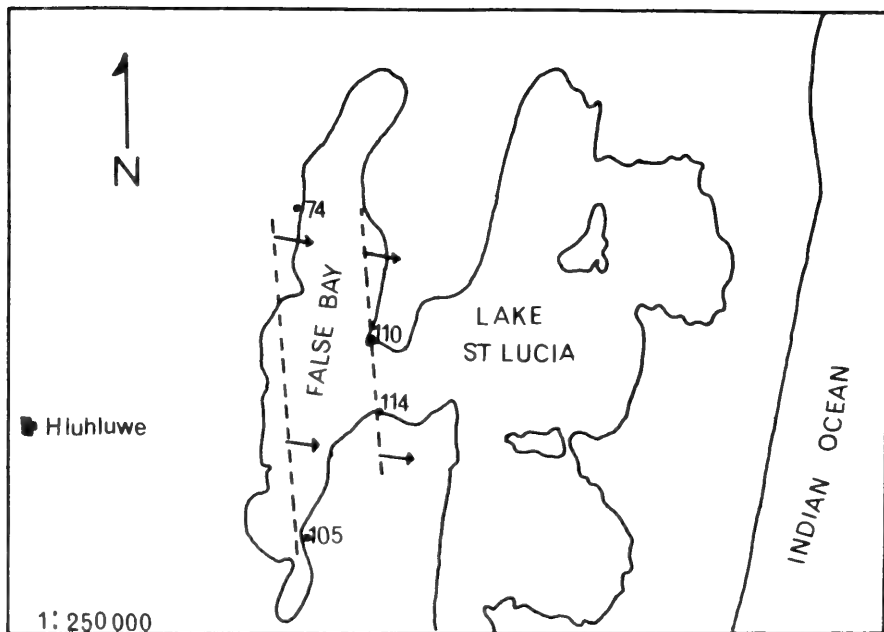 N
74
FALSE BAY
110
LAKE
ST LUCIA
114
Hluhluwe
INDIAN OCEAN
105
1:250 000